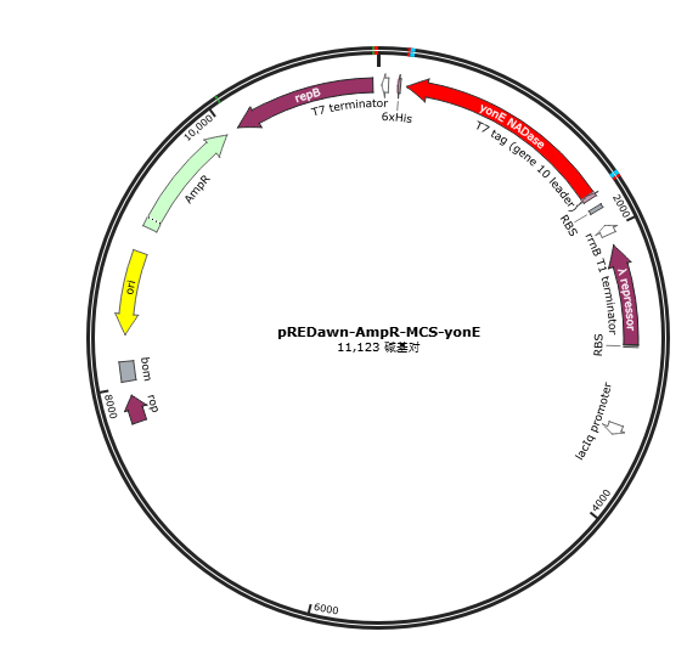 repB
T7 terminator
6xHis
yonE NADase
T7 tag (gene 10 leader)
RBS
2000
rrnB T1 terminator
λ repressor
RBS
lacIq promoter
4000
6000
rop
8000
bom
ori
AmpR
10,000
pREDawn-AmpR-MCS-yonE
11,123 碱基对